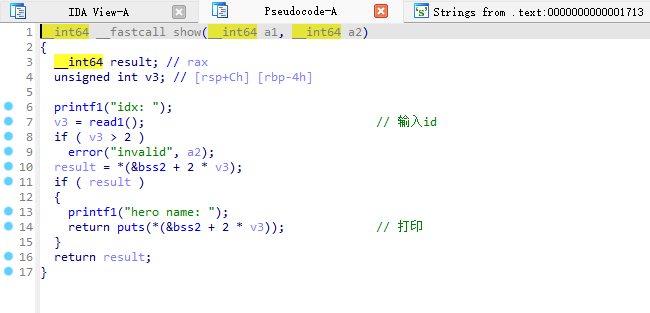 IDA View-A Pseudocode-A Strings from .text:0000000000001713
1 __int64 __fastcall show(__int64 a1, __int64 a2)
2 {
3 __int64 result; // rax
4 unsigned int v3; // [rsp+Ch] [rbp-4h]
5
6 printf1("idx: ");
7 v3 = read1(); // 输入id
8 if ( v3 > 2 )
9 error("invalid", a2);
10 result = *(&bss2 + 2 * v3);
11 if ( result )
12 {
13 printf1("hero name: ");
14 return puts(*(&bss2 + 2 * v3)); // 打印
15 }
16 return result;
17 }